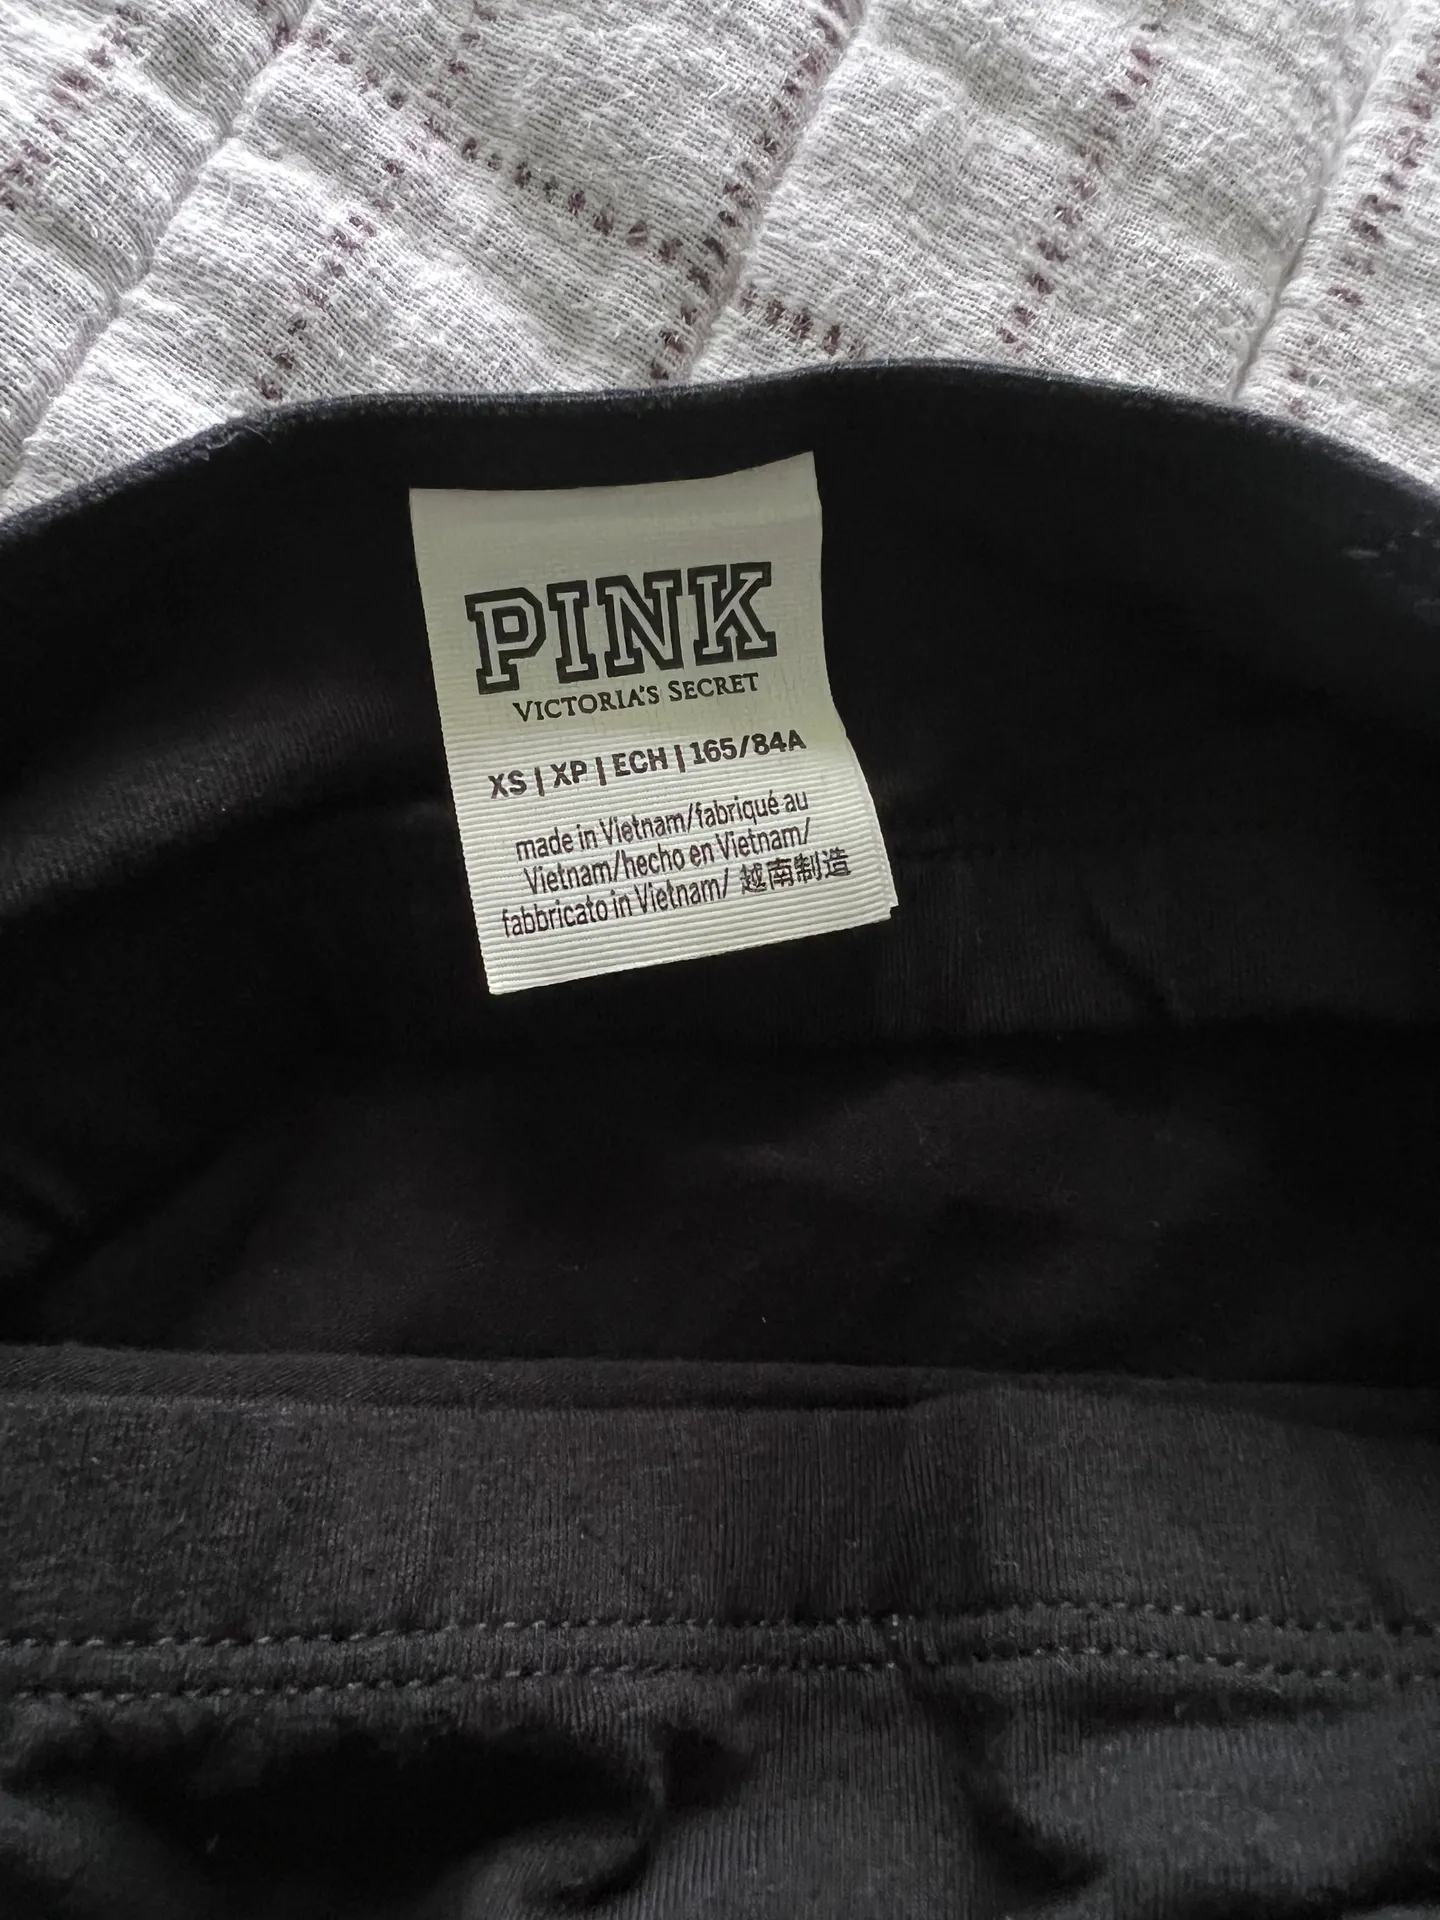 PINK
VICTORIA'S SECRET
XS | XP | ECH | 165/84A
made in Vietnam/fabriqué au
Vietnam/hecho en Vietnam/
fabbricato in Vietnam/ 越南制造